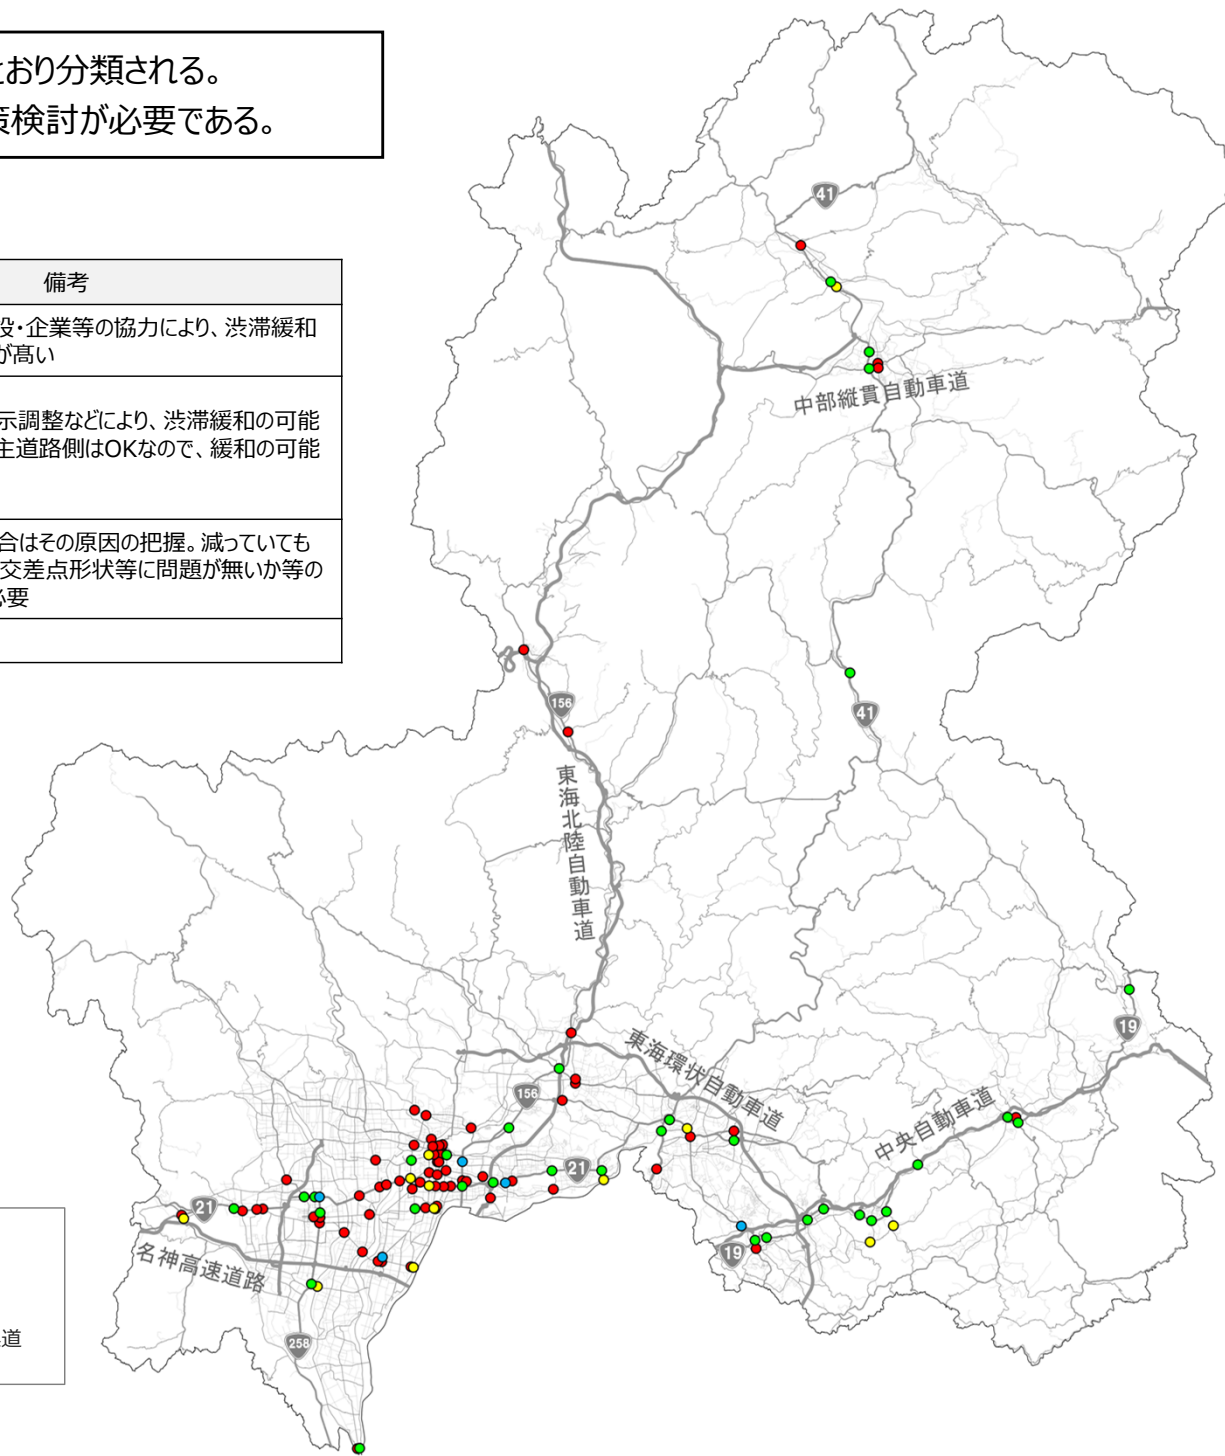 とおり分類される。
策検討が必要である。
備考
設・企業等の協力により、渋滞緩和
が高い
示調整などにより、渋滞緩和の可能
主道路側はOKなので、緩和の可能
合はその原因の把握。減っていても
交差点形状等に問題が無いか等の
必要
41
中部縦貫自動車道
156
41
東海北陸自動車道
19
東海環状自動車道
156
中央自動車道
21
21
19
名神高速道路
258
道